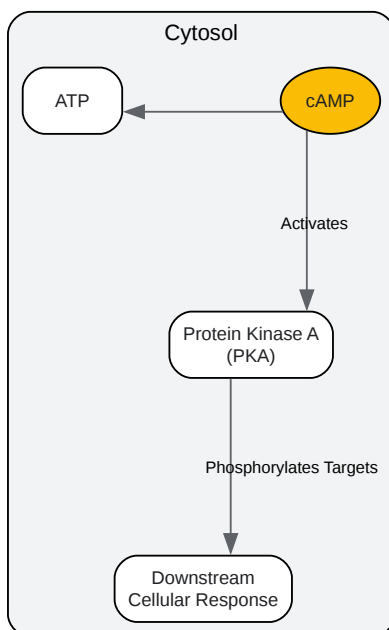 Cytosol
ATP
cAMP
Activates
Protein Kinase A
(PKA)
Phosphorylates Targets
Downstream
Cellular Response